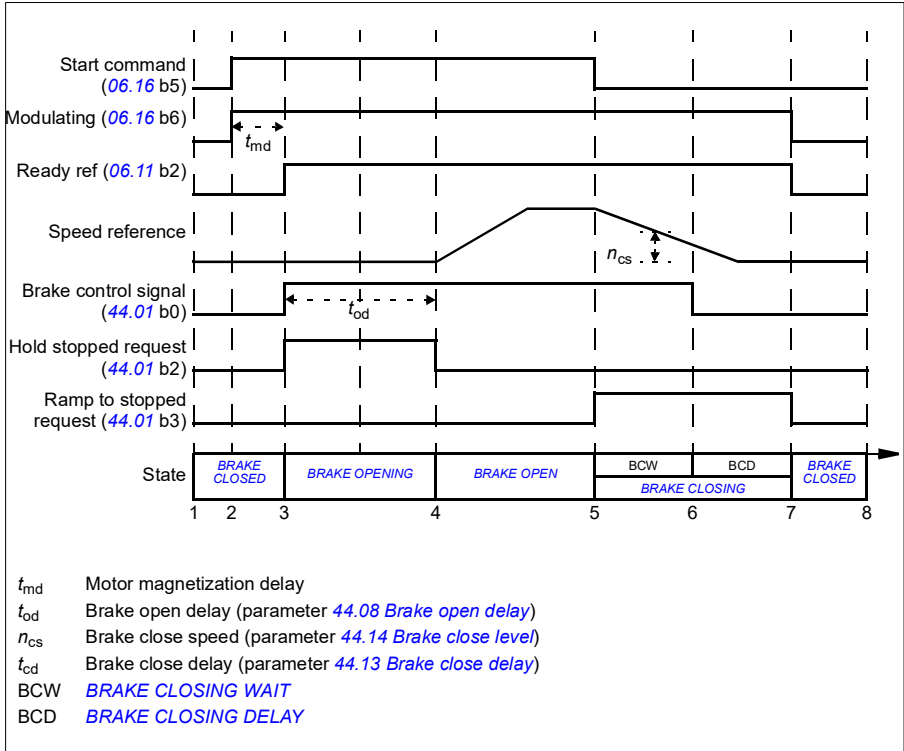 Start command
(06.16 b5)
Modulating (06.16 b6)
tmd
Ready ref (06.11 b2)
Speed reference
ncs
Brake control signal
(44.01 b0)
tod
Hold stopped request
(44.01 b2)
Ramp to stopped
request (44.01 b3)
State
BRAKE
CLOSED
BRAKE OPENING
BRAKE OPEN
BCW
BCD
BRAKE CLOSING
BRAKE
CLOSED
1 2 3 4 5 6 7 8
tmd Motor magnetization delay
tod Brake open delay (parameter 44.08 Brake open delay)
ncs Brake close speed (parameter 44.14 Brake close level)
tcd Brake close delay (parameter 44.13 Brake close delay)
BCW BRAKE CLOSING WAIT
BCD BRAKE CLOSING DELAY